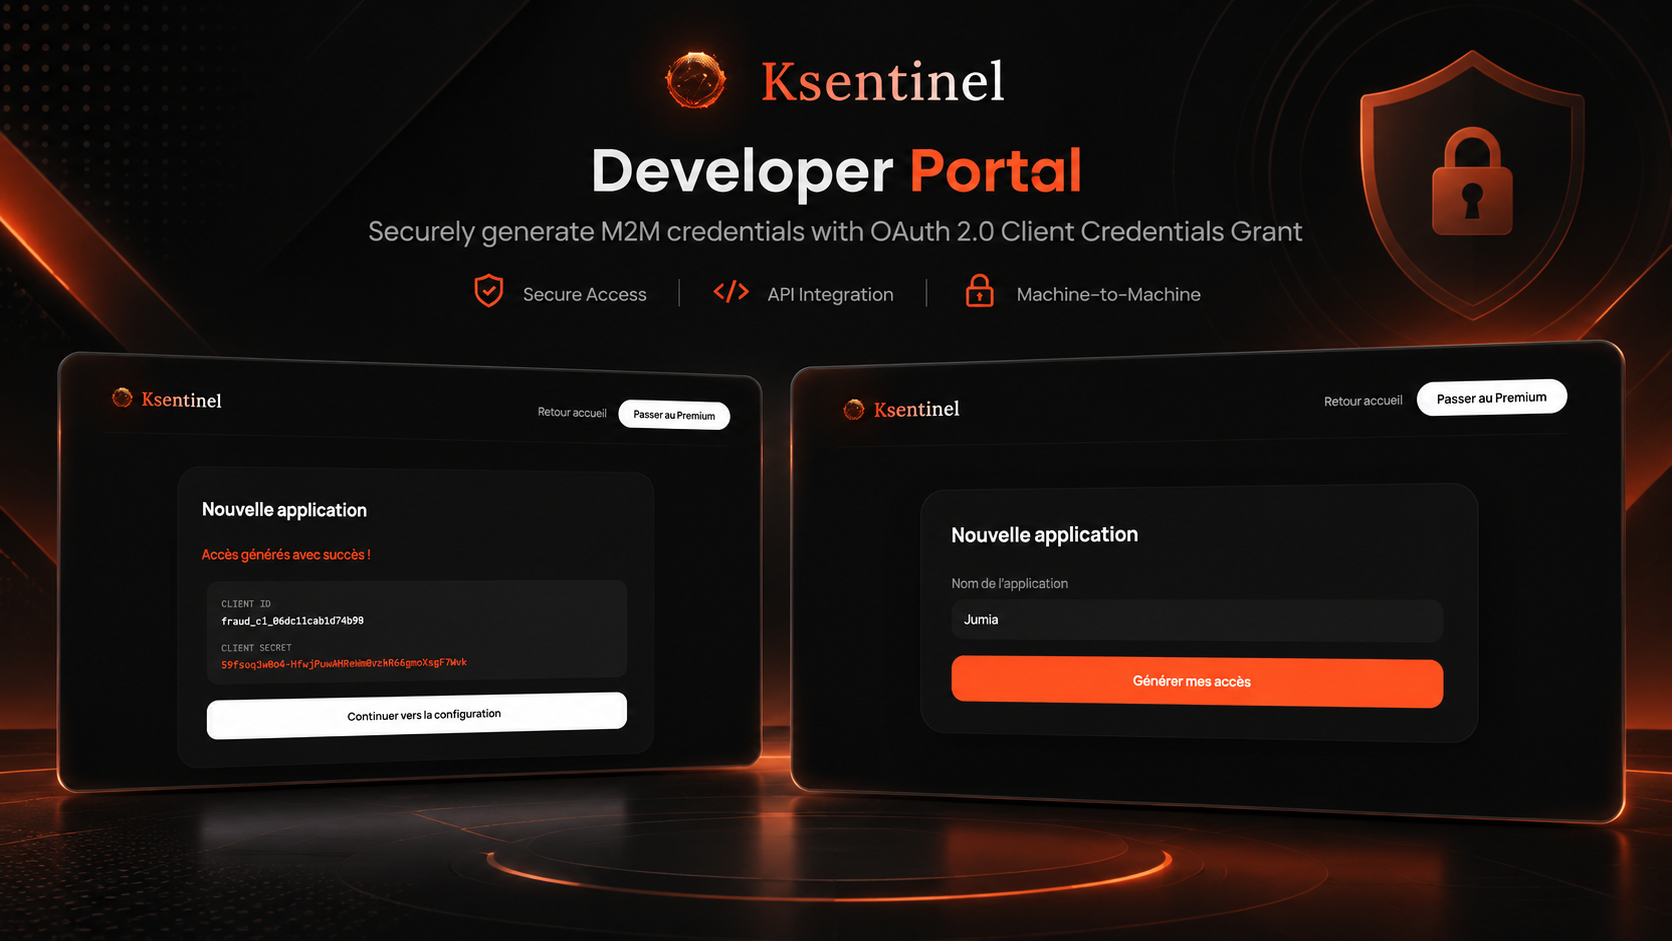 Ksentinel
Developer Portal
Securely generate M2M credentials with OAuth 2.0 Client Credentials Grant
Secure Access
</> API Integration
Machine-to-Machine
Ksentinel
Retour accueil
Passer au Premium
Nouvelle application
Accès générés avec succès !
CLIENT ID
fraud_c1_06dc11cab1d74b98
CLIENT SECRET
59fsoq3w0o4-HfwjPuwAHReWm0vzhR66gmoXsgF7Wvk
Continuer vers la configuration
Ksentinel
Retour accueil
Passer au Premium
Nouvelle application
Nom de l'application
Jumia
Générer mes accès